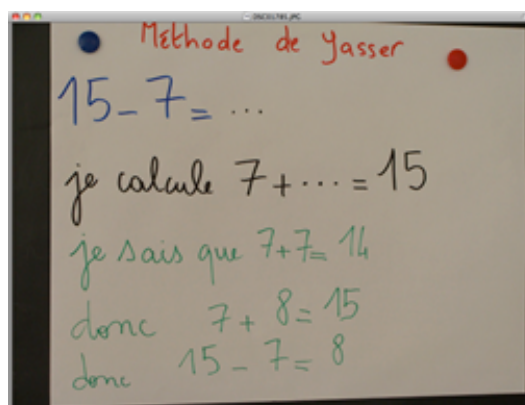 Méthode de Yasser
15 - 7 = ...
je calcule 7 + ... = 15
je sais que 7+7= 14
donc 7 + 8 = 15
donc 15 - 7 = 8